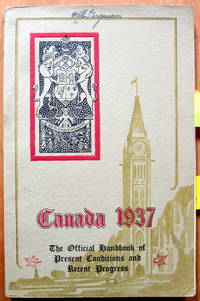 Canada 1937
The Official Handbook of
Present Conditions and
Recent Progress